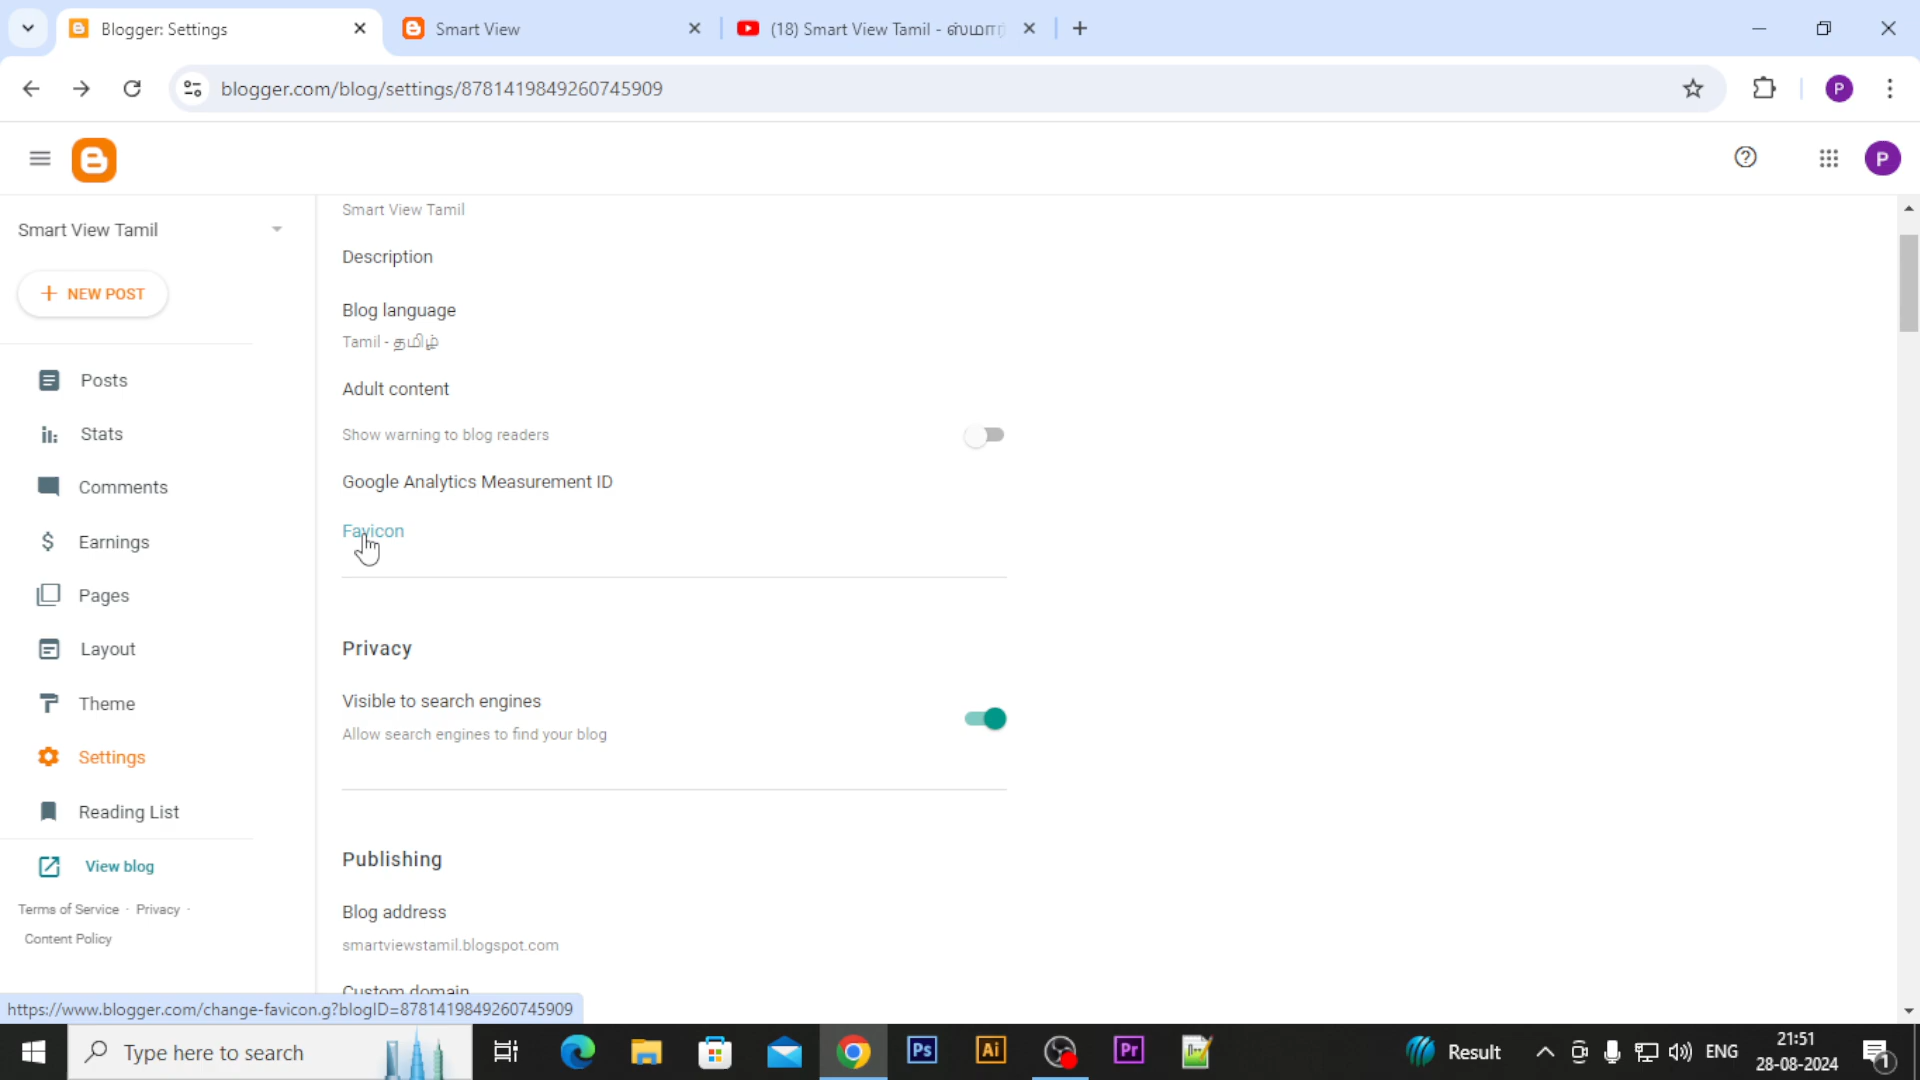 Blogger: Settings
Smart View
(18) Smart View Tamil - ஸ்மார்
blogger.com/blog/settings/8781419849260745909
P
P
Smart View Tamil
NEW POST
Posts
Stats
Comments
Earnings
Pages
Layout
Theme
Settings
Reading List
View blog
Terms of Service · Privacy ·
Content Policy
Smart View Tamil
Description
Blog language
Tamil - தமிழ்
Adult content
Show warning to blog readers
Google Analytics Measurement ID
Favicon
Privacy
Visible to search engines
Allow search engines to find your blog
Publishing
Blog address
smartviewstamil.blogspot.com
Custom domain
https://www.blogger.com/change-favicon.g?blogID=8781419849260745909
Type here to search
Ps
Ai
Pr
Result
ENG
21:51
28-08-2024
1